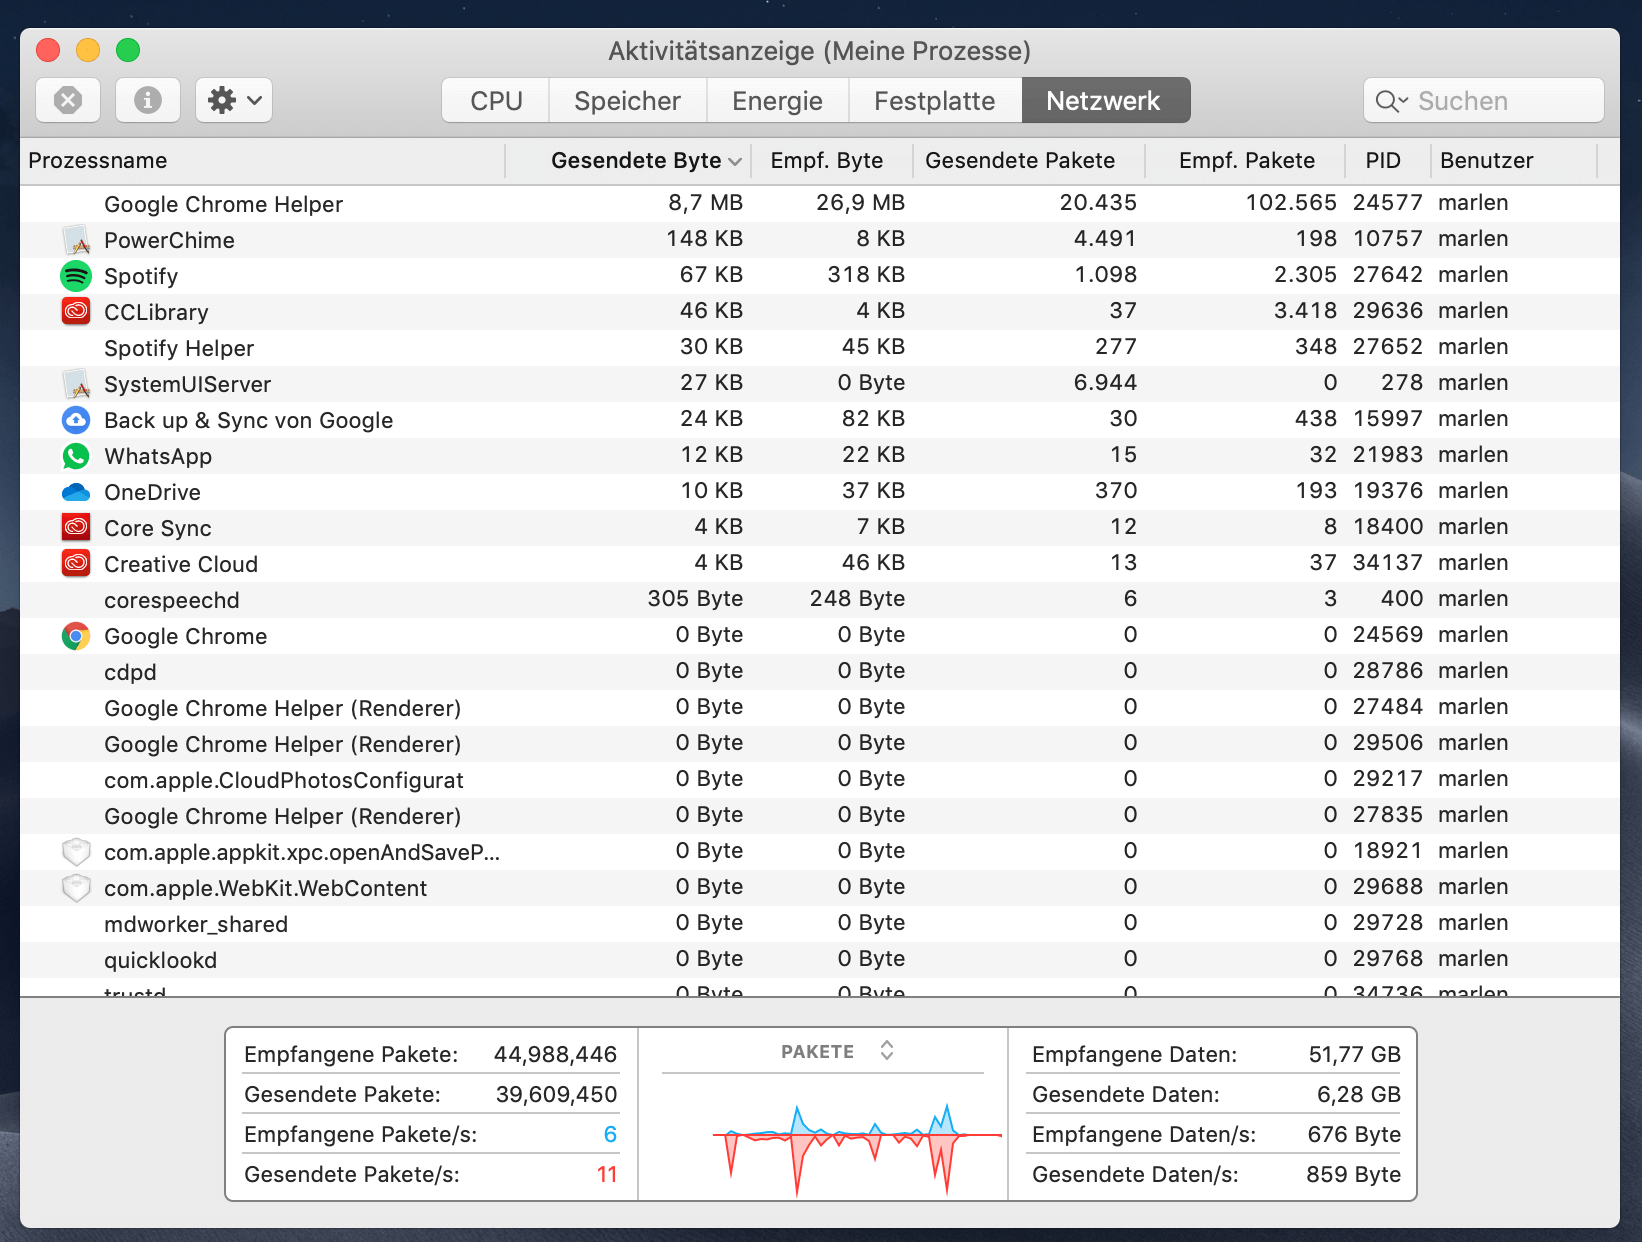 Aktivitätsanzeige (Meine Prozesse)
CPU Speicher Energie Festplatte Netzwerk Suchen
Prozessname Gesendete Byte Empf. Byte Gesendete Pakete Empf. Pakete PID Benutzer
Google Chrome Helper 8,7 MB 26,9 MB 20.435 102.565 24577 marlen
PowerChime 148 KB 8 KB 4.491 198 10757 marlen
Spotify 67 KB 318 KB 1.098 2.305 27642 marlen
CCLibrary 46 KB 4 KB 37 3.418 29636 marlen
Spotify Helper 30 KB 45 KB 277 348 27652 marlen
SystemUIServer 27 KB 0 Byte 6.944 0 278 marlen
Back up & Sync von Google 24 KB 82 KB 30 438 15997 marlen
WhatsApp 12 KB 22 KB 15 32 21983 marlen
OneDrive 10 KB 37 KB 370 193 19376 marlen
Core Sync 4 KB 7 KB 12 8 18400 marlen
Creative Cloud 4 KB 46 KB 13 37 34137 marlen
corespeechd 305 Byte 248 Byte 6 3 400 marlen
Google Chrome 0 Byte 0 Byte 0 0 24569 marlen
cdpd 0 Byte 0 Byte 0 0 28786 marlen
Google Chrome Helper (Renderer) 0 Byte 0 Byte 0 0 27484 marlen
Google Chrome Helper (Renderer) 0 Byte 0 Byte 0 0 29506 marlen
com.apple.CloudPhotosConfigurat 0 Byte 0 Byte 0 0 29217 marlen
Google Chrome Helper (Renderer) 0 Byte 0 Byte 0 0 27835 marlen
com.apple.appkit.xpc.openAndSaveP... 0 Byte 0 Byte 0 0 18921 marlen
com.apple.WebKit.WebContent 0 Byte 0 Byte 0 0 29688 marlen
mdworker_shared 0 Byte 0 Byte 0 0 29728 marlen
quicklookd 0 Byte 0 Byte 0 0 29768 marlen
trustd 0 Byte 0 Byte 0 0 34736 marlen
Empfangene Pakete: 44,988,446
Gesendete Pakete: 39,609,450
Empfangene Pakete/s: 6
Gesendete Pakete/s: 11
PAKETE
Empfangene Daten: 51,77 GB
Gesendete Daten: 6,28 GB
Empfangene Daten/s: 676 Byte
Gesendete Daten/s: 859 Byte